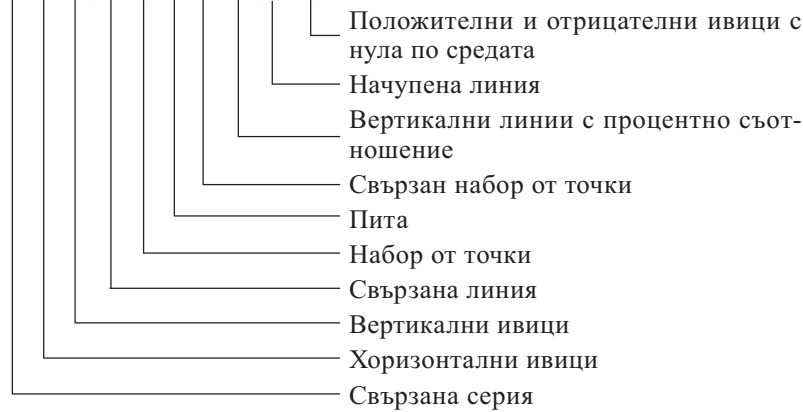 Положителни и отрицателни ивици с
нула по средата
Начупена линия
Вертикални линии с процентно съот-
ношение
Свързан набор от точки
Пита
Набор от точки
Свързана линия
Вертикални ивици
Хоризонтални ивици
Свързана серия